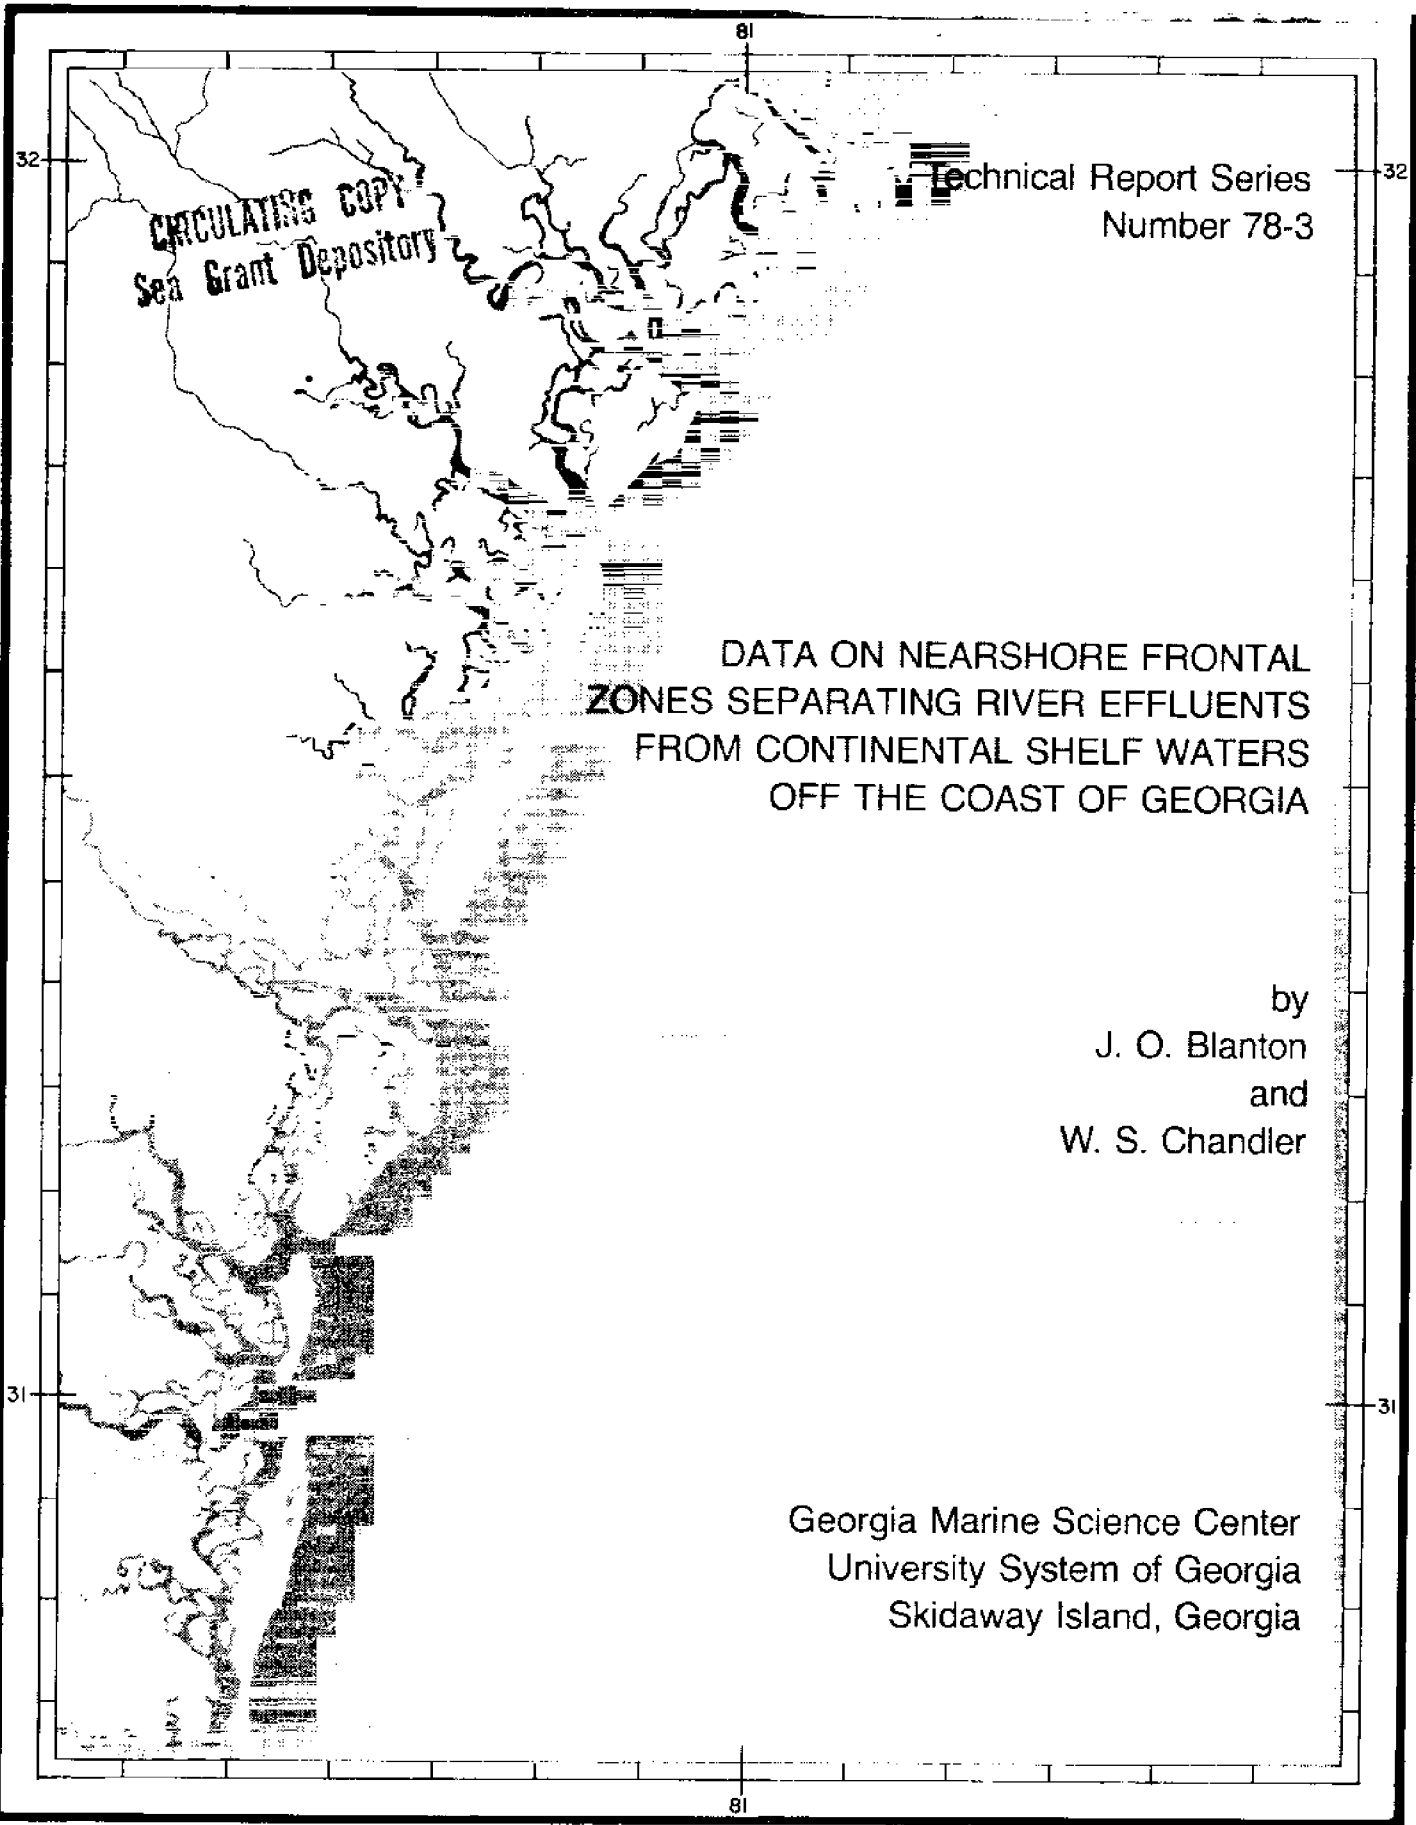 81
32
32
CIRCULATING COPY
Sea Grant Depository
Technical Report Series
Number 78-3
DATA ON NEARSHORE FRONTAL
ZONES SEPARATING RIVER EFFLUENTS
FROM CONTINENTAL SHELF WATERS
OFF THE COAST OF GEORGIA
by
J. O. Blanton
and
W. S. Chandler
31
31
Georgia Marine Science Center
University System of Georgia
Skidaway Island, Georgia
81